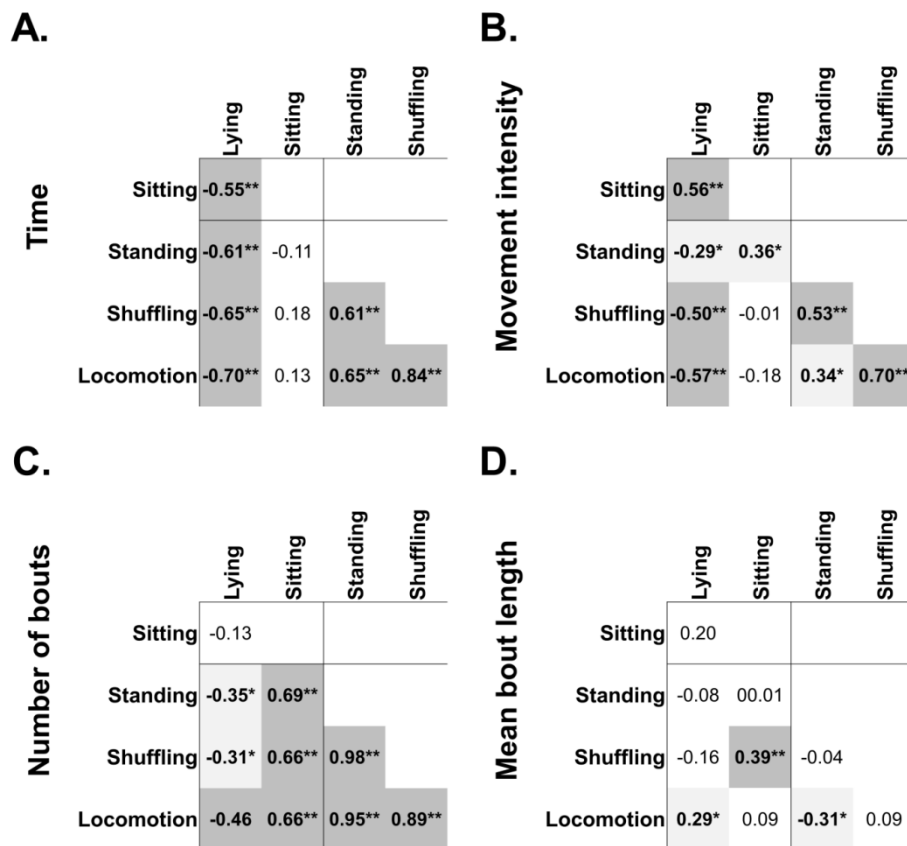 A.
Time
Lying Sitting Standing Shuffling
Sitting -0.55**
Standing -0.61** -0.11
Shuffling -0.65** 0.18 0.61**
Locomotion -0.70** 0.13 0.65** 0.84**
B.
Movement intensity
Lying Sitting Standing Shuffling
Sitting 0.56**
Standing -0.29* 0.36*
Shuffling -0.50** -0.01 0.53**
Locomotion -0.57** -0.18 0.34* 0.70**
C.
Number of bouts
Lying Sitting Standing Shuffling
Sitting -0.13
Standing -0.35* 0.69**
Shuffling -0.31* 0.66** 0.98**
Locomotion -0.46 0.66** 0.95** 0.89**
D.
Mean bout length
Lying Sitting Standing Shuffling
Sitting 0.20
Standing -0.08 00.01
Shuffling -0.16 0.39** -0.04
Locomotion 0.29* 0.09 -0.31* 0.09